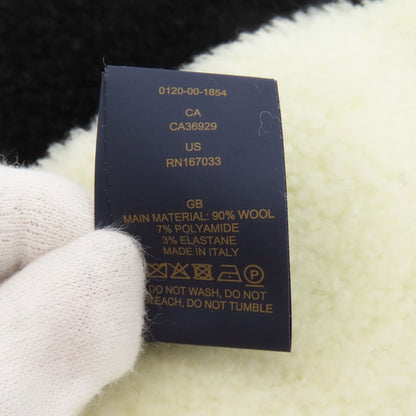 0120-00-1854
CA
CA36929
US
RN167033
GB
MAIN MATERIAL: 90% WOOL
7% POLYAMIDE
3% ELASTANE
MADE IN ITALY
P
DO NOT WASH, DO NOT
BLEACH, DO NOT TUMBLE